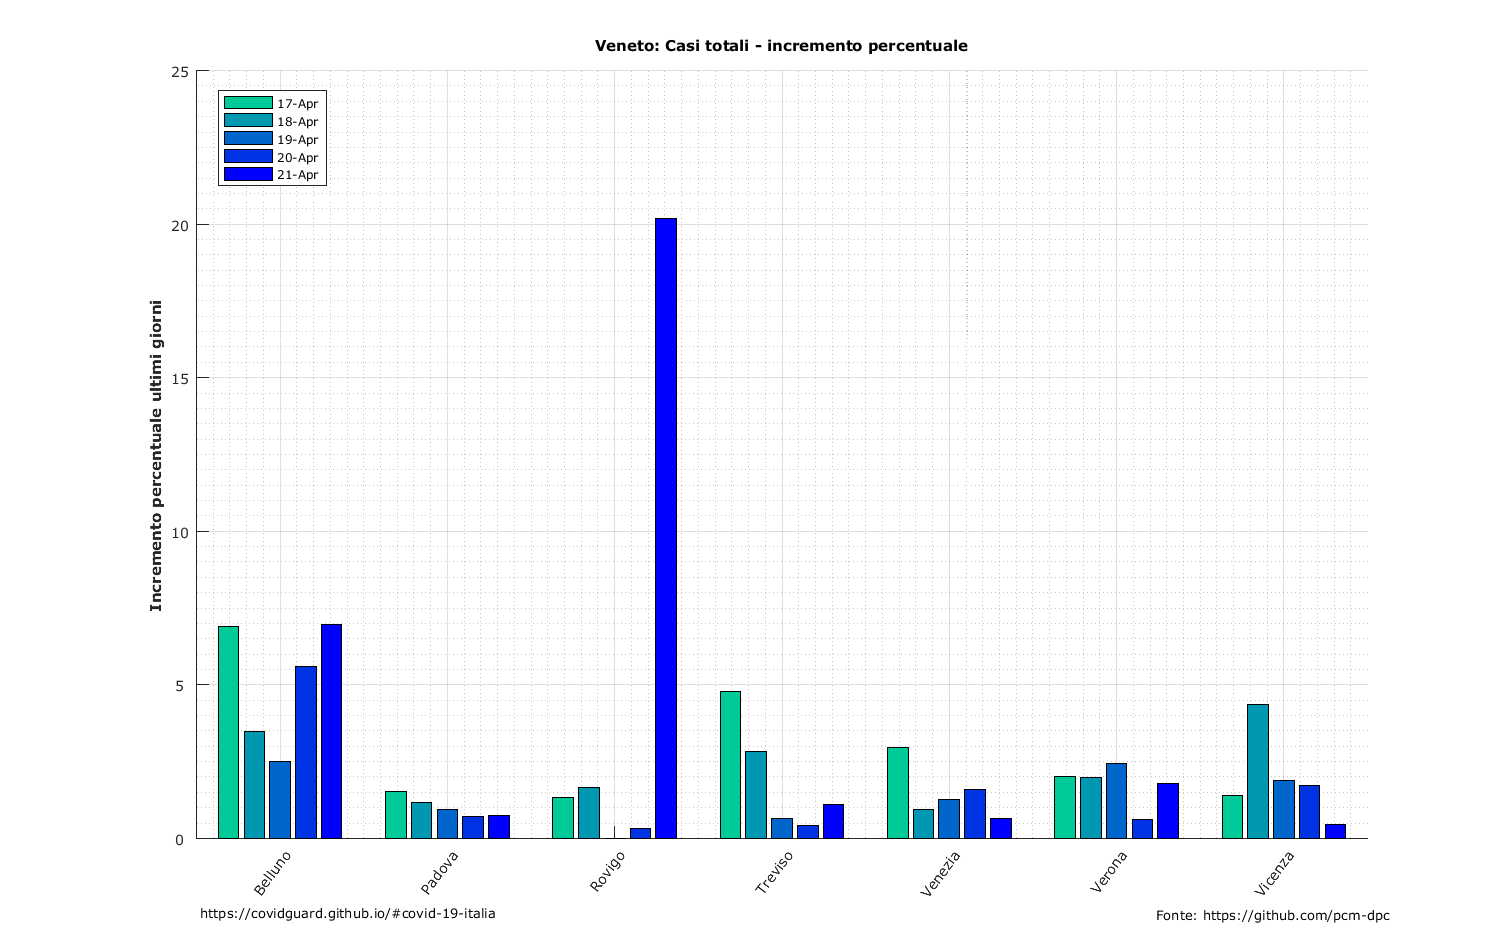 Veneto: Casi totali - incremento percentuale
25
20
15
10
5
0
Incremento percentuale ultimi giorni
17-Apr
18-Apr
19-Apr
20-Apr
21-Apr
Belluno
Padova
Rovigo
Treviso
Venezia
Verona
Vicenza
https://covidguard.github.io/#covid-19-italia
Fonte: https://github.com/pcm-dpc